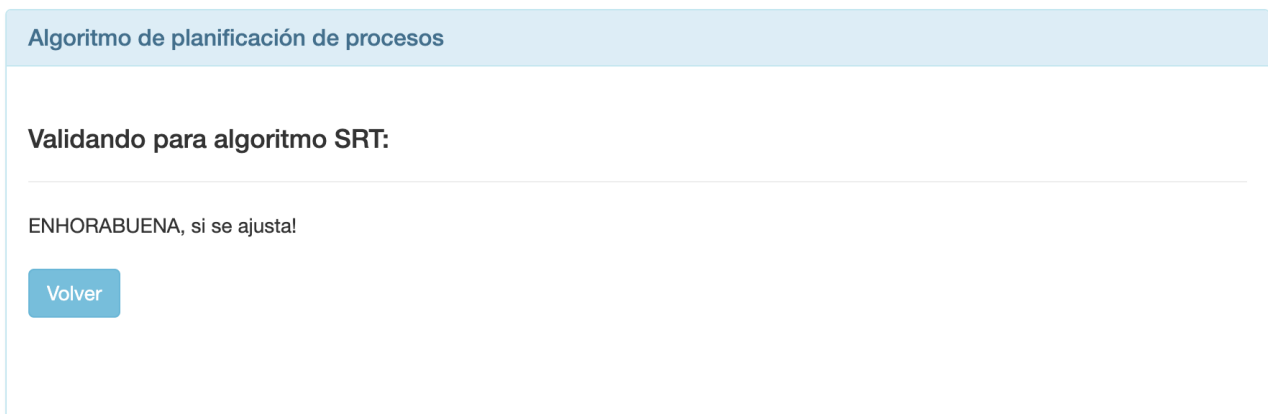 Algoritmo de planificación de procesos
Validando para algoritmo SRT:
ENHORABUENA, si se ajusta!
Volver